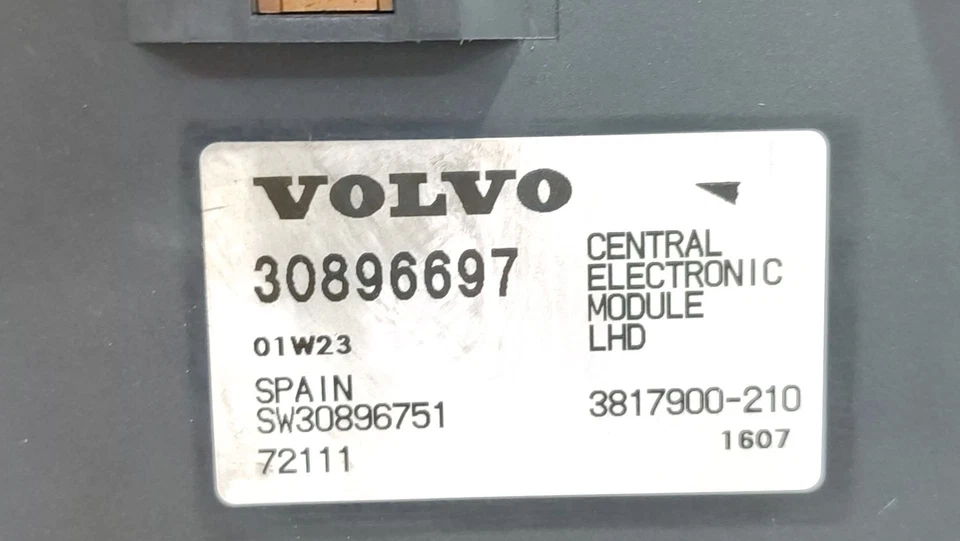 VOLVO
30896697
01W23
SPAIN
SW30896751
72111
CENTRAL
ELECTRONIC
MODULE
LHD
3817900-210
1607